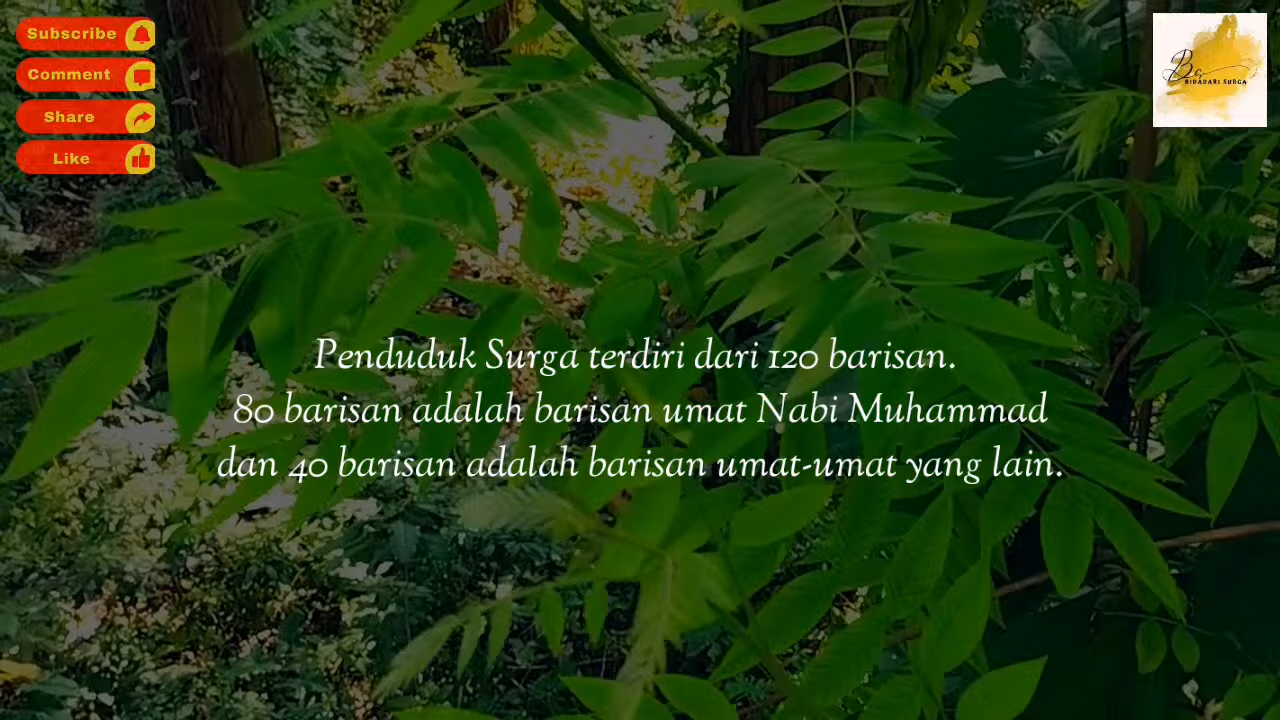 Subscribe
Comment
Share
Like
BIDADARI SURGA
Penduduk Surga terdiri dari 120 barisan.
80 barisan adalah barisan umat Nabi Muhammad
dan 40 barisan adalah barisan umat-umat yang lain.